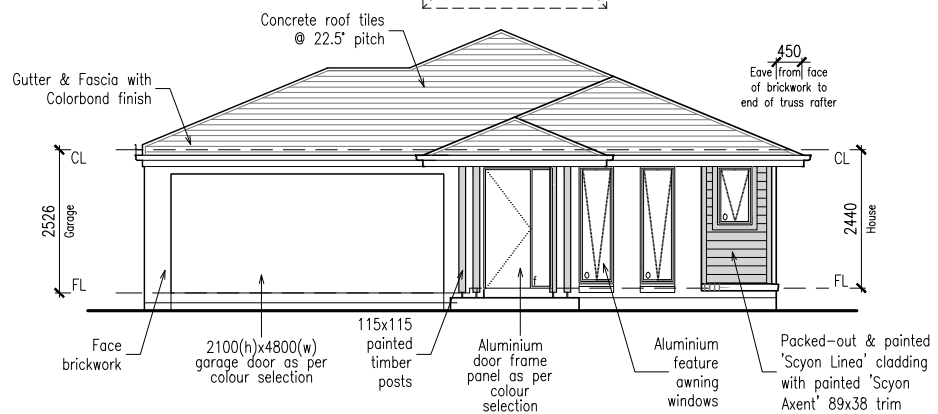 Concrete roof tiles
@ 22.5° pitch
450
Eave from face
of brickwork to
end of truss rafter
Gutter & Fascia with
Colorbond finish
CL
CL
2526
Garage
2440
House
FL
FL
f
Face
brickwork
2100(h)x4800(w)
garage door as per
colour selection
115x115
painted
timber
posts
Aluminium
door frame
panel as per
colour
selection
Aluminium
feature
awning
windows
Packed-out & painted
'Scyon Linea' cladding
with painted 'Scyon
Axent' 89x38 trim